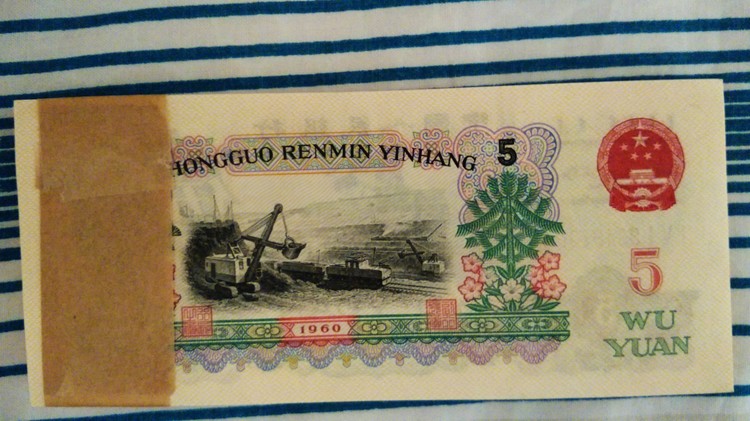 HONGGUO RENMIN YINHANG
5
5
WU
YUAN
1960